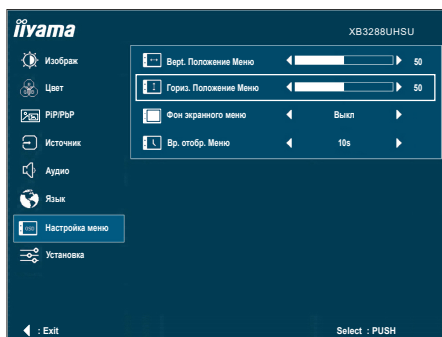 iiyama
XB3288UHSU
Изображ
Цвет
PiP/PbP
Источник
Аудио
Язык
OSD Настройка меню
Установка
Верт. Положение Меню 50
Гориз. Положение Меню 50
Фон экранного меню Выкл
Вр. отобр. Меню 10s
: Exit
Select : PUSH